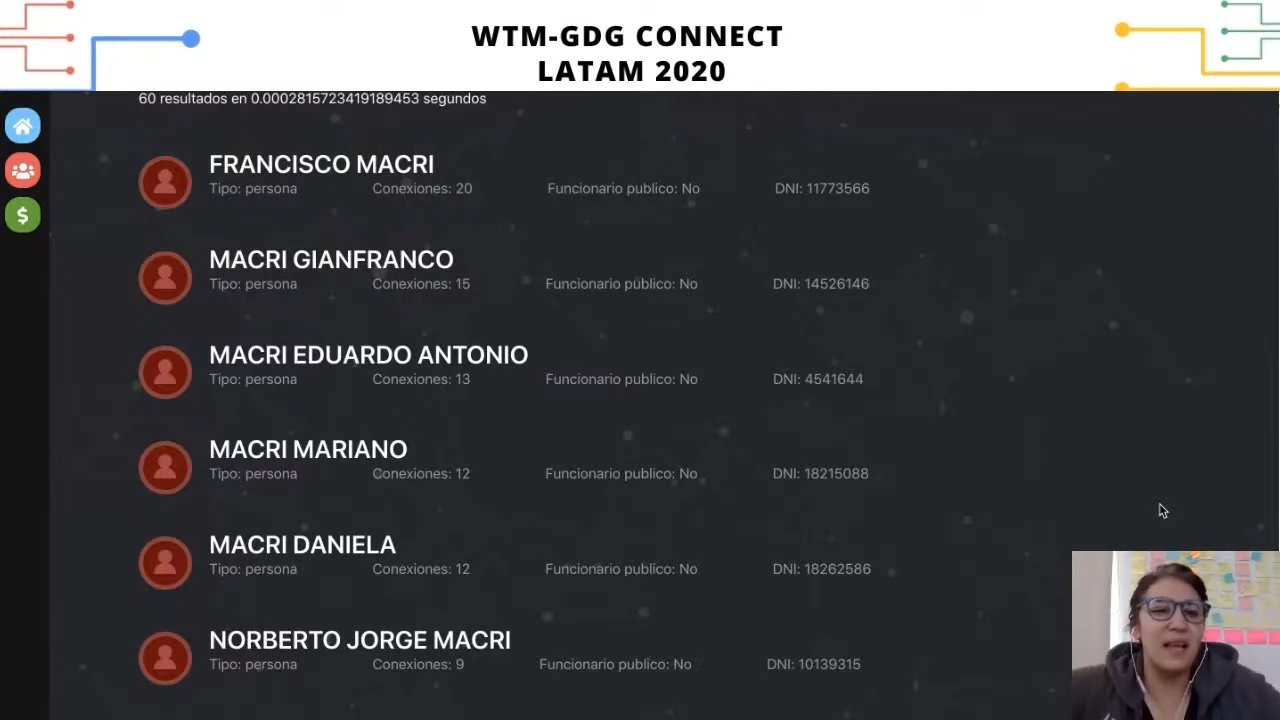 WTM-GDG CONNECT
LATAM 2020
60 resultados en 0.0002815723419189453 segundos
FRANCISCO MACRI
Tipo: persona Conexiones: 20 Funcionario publico: No DNI: 11773566
MACRI GIANFRANCO
Tipo: persona Conexiones: 15 Funcionario publico: No DNI: 14526146
MACRI EDUARDO ANTONIO
Tipo: persona Conexiones: 13 Funcionario publico: No DNI: 4541644
MACRI MARIANO
Tipo: persona Conexiones: 12 Funcionario publico: No DNI: 18215088
MACRI DANIELA
Tipo: persona Conexiones: 12 Funcionario publico: No DNI: 18262586
NORBERTO JORGE MACRI
Tipo: persona Conexiones: 9 Funcionario publico: No DNI: 10139315
$